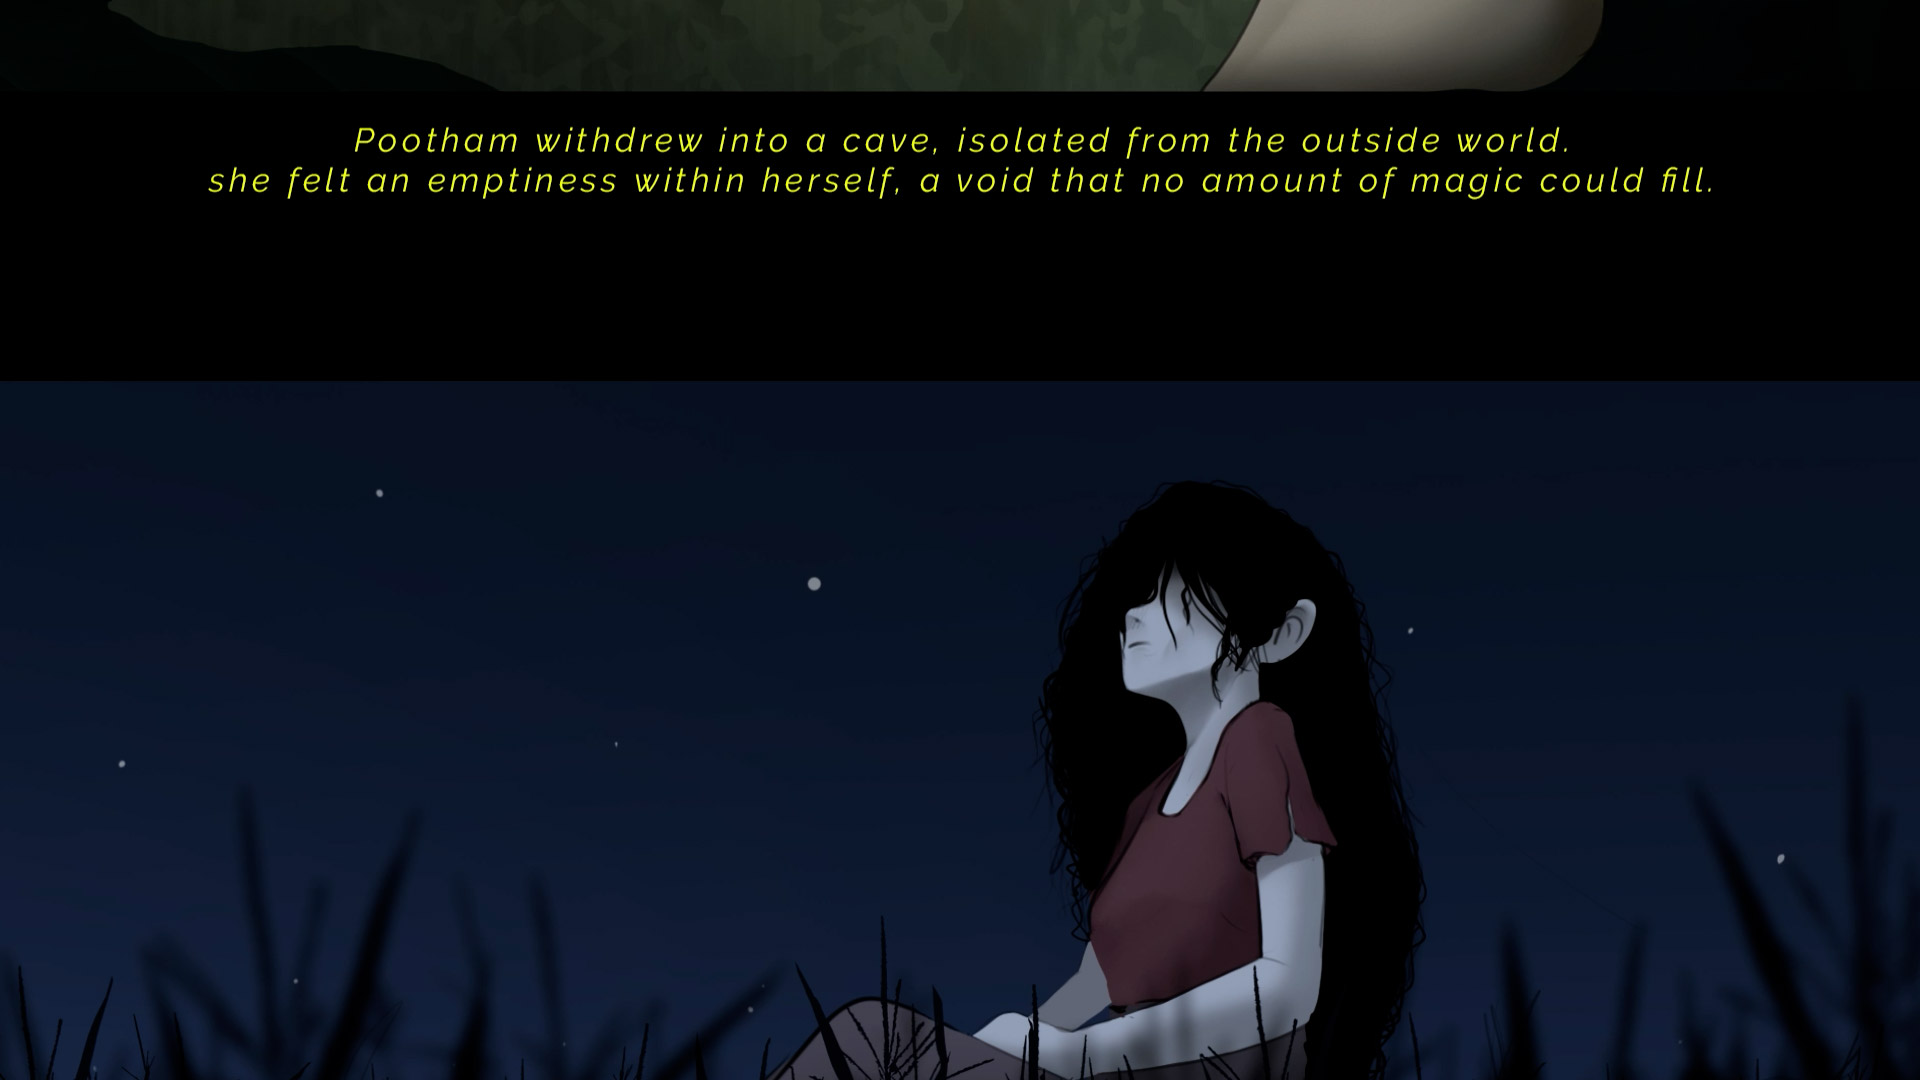 Pootham withdrew into a cave, isolated from the outside world.
she felt an emptiness within herself, a void that no amount of magic could fill.